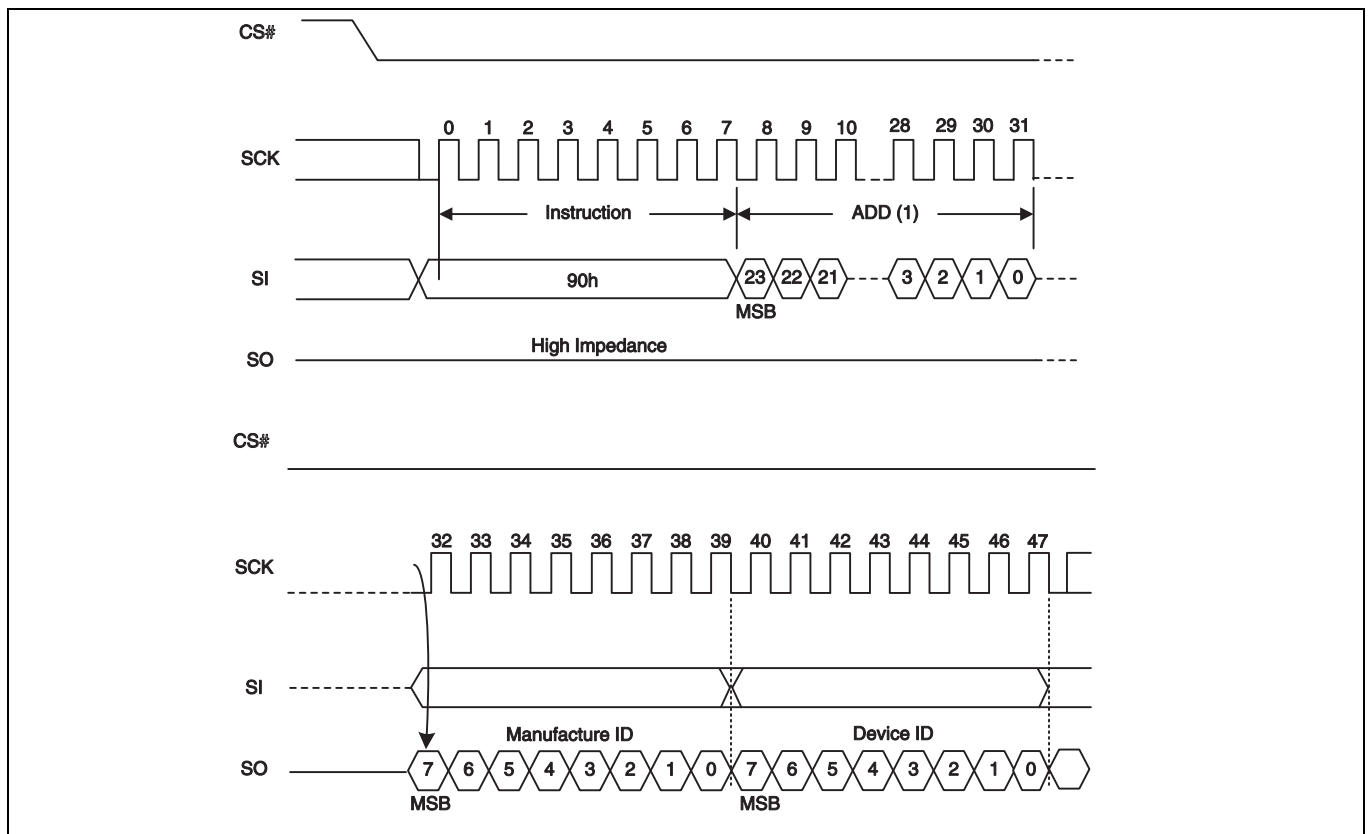 CS#
0 1 2 3 4 5 6 7 8 9 10 28 29 30 31
SCK
Instruction ADD (1)
SI 90h 23 22 21 3 2 1 0
MSB
High Impedance
SO
CS#
32 33 34 35 36 37 38 39 40 41 42 43 44 45 46 47
SCK
SI
Manufacture ID Device ID
SO 7 6 5 4 3 2 1 0 7 6 5 4 3 2 1 0
MSB MSB